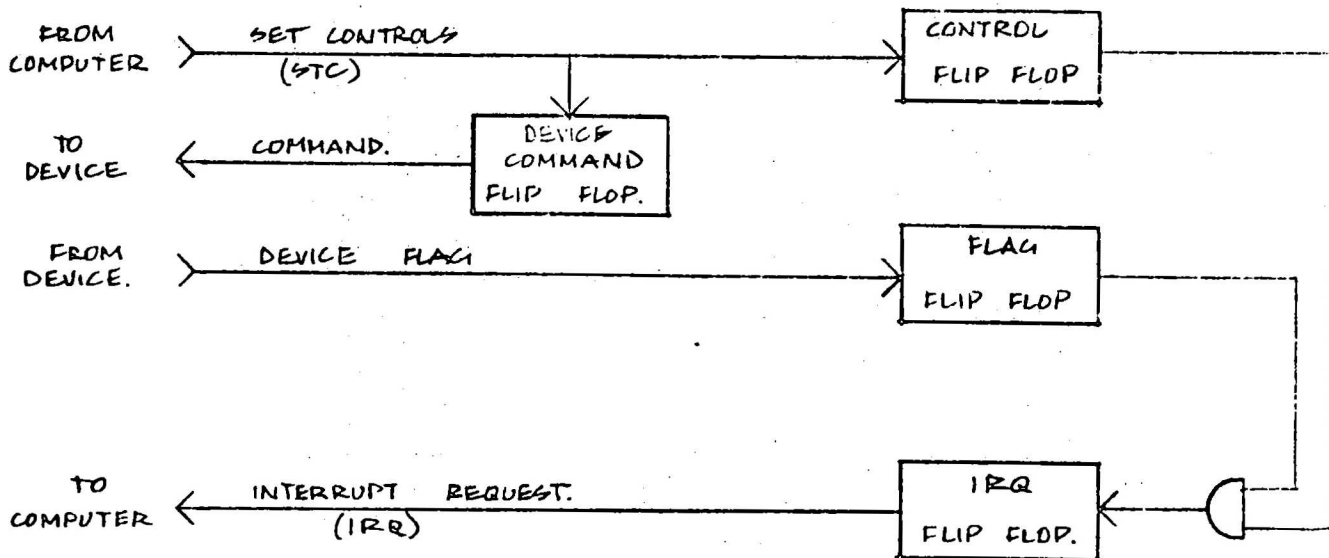 FROM
COMPUTER
SET CONTROLS
(STC)
CONTROL
FLIP FLOP
TO
DEVICE
COMMAND.
DEVICE
COMMAND
FLIP FLOP.
FROM
DEVICE.
DEVICE FLAG
FLAG
FLIP FLOP
TO
COMPUTER
INTERRUPT REQUEST.
(IRQ)
IRQ
FLIP FLOP.